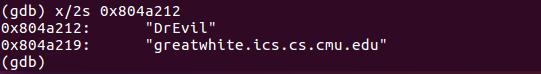 (gdb) x/2s 0x804a212
0x804a212:      "DrEvil"
0x804a219:      "greatwhite.ics.cs.cmu.edu"
(gdb)